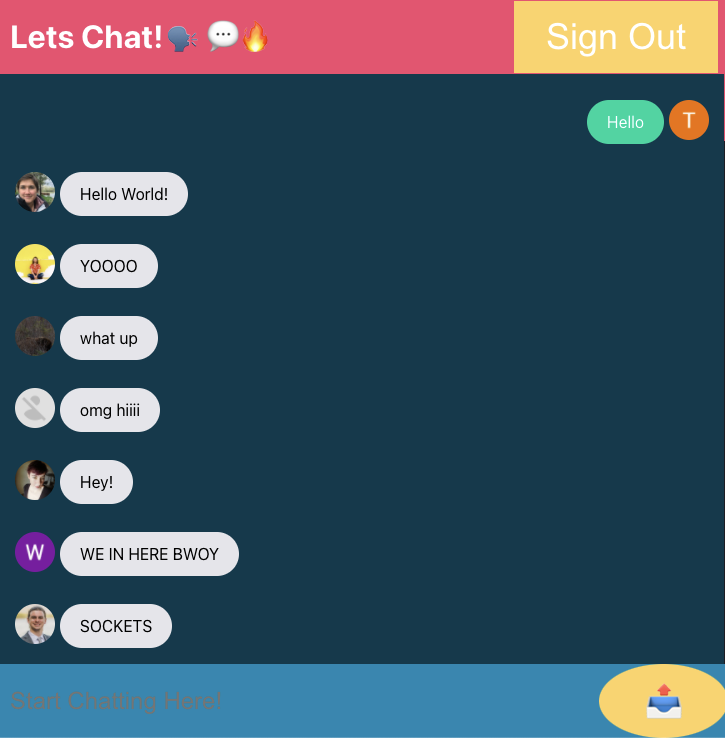 Lets Chat!🗣️ 💬🔥
Sign Out
Hello
T
Hello World!
YOOOO
what up
omg hiiii
Hey!
W
WE IN HERE BWOY
SOCKETS
Start Chatting Here!